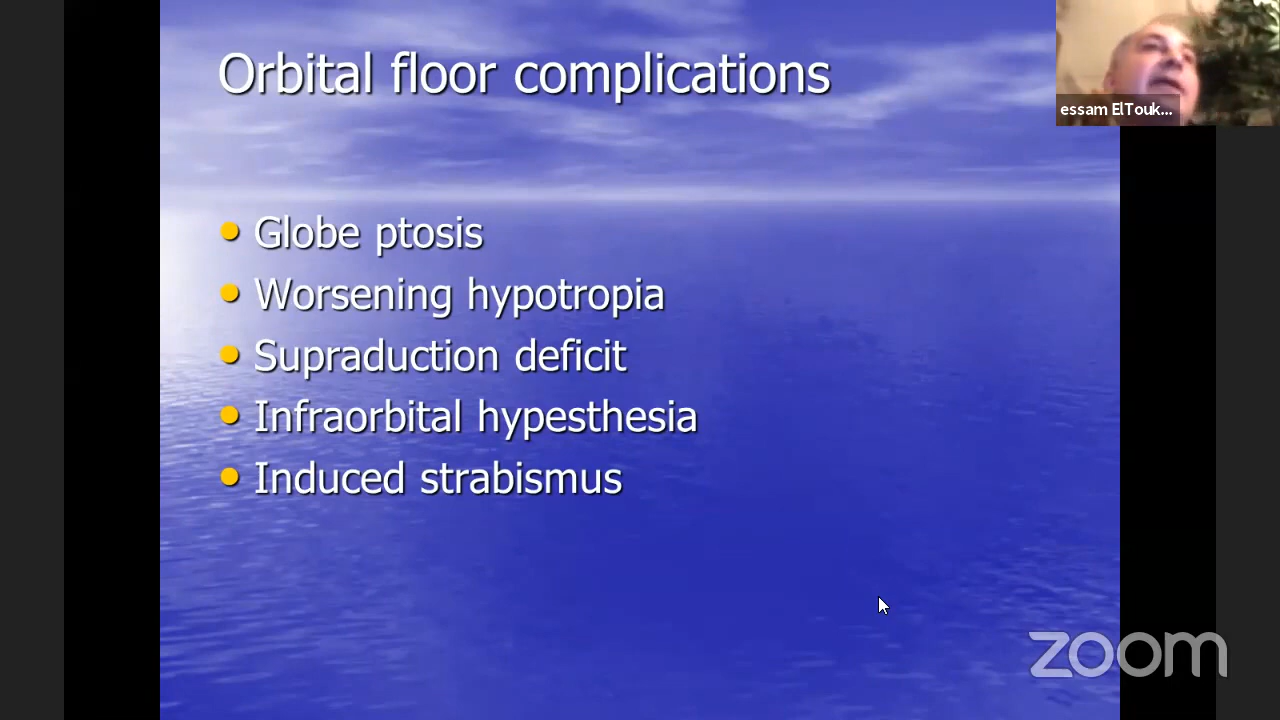 Orbital floor complications
essam ElTouk...
Globe ptosis
Worsening hypotropia
Supraduction deficit
Infraorbital hypesthesia
Induced strabismus
zoom